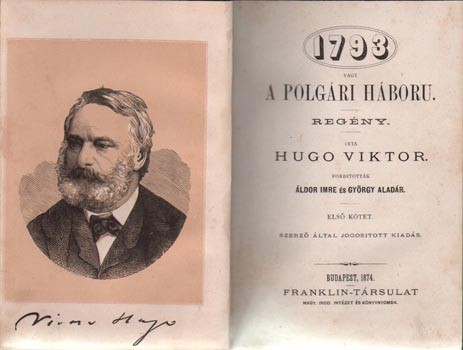 Victor Hugo
1793
VAGY
A POLGÁRI HÁBORU.
REGÉNY.
IRTA
HUGO VIKTOR.
FORDITOTTÁK
ÁLDOR IMRE és GYÖRGY ALADÁR.
ELSŐ KÖTET.
SZERZŐ ÁLTAL JOGOSITOTT KIADÁS.
BUDAPEST, 1874.
FRANKLIN-TÁRSULAT
MAGY. IROD. INTÉZET ÉS KÖNYVNYOMDA.